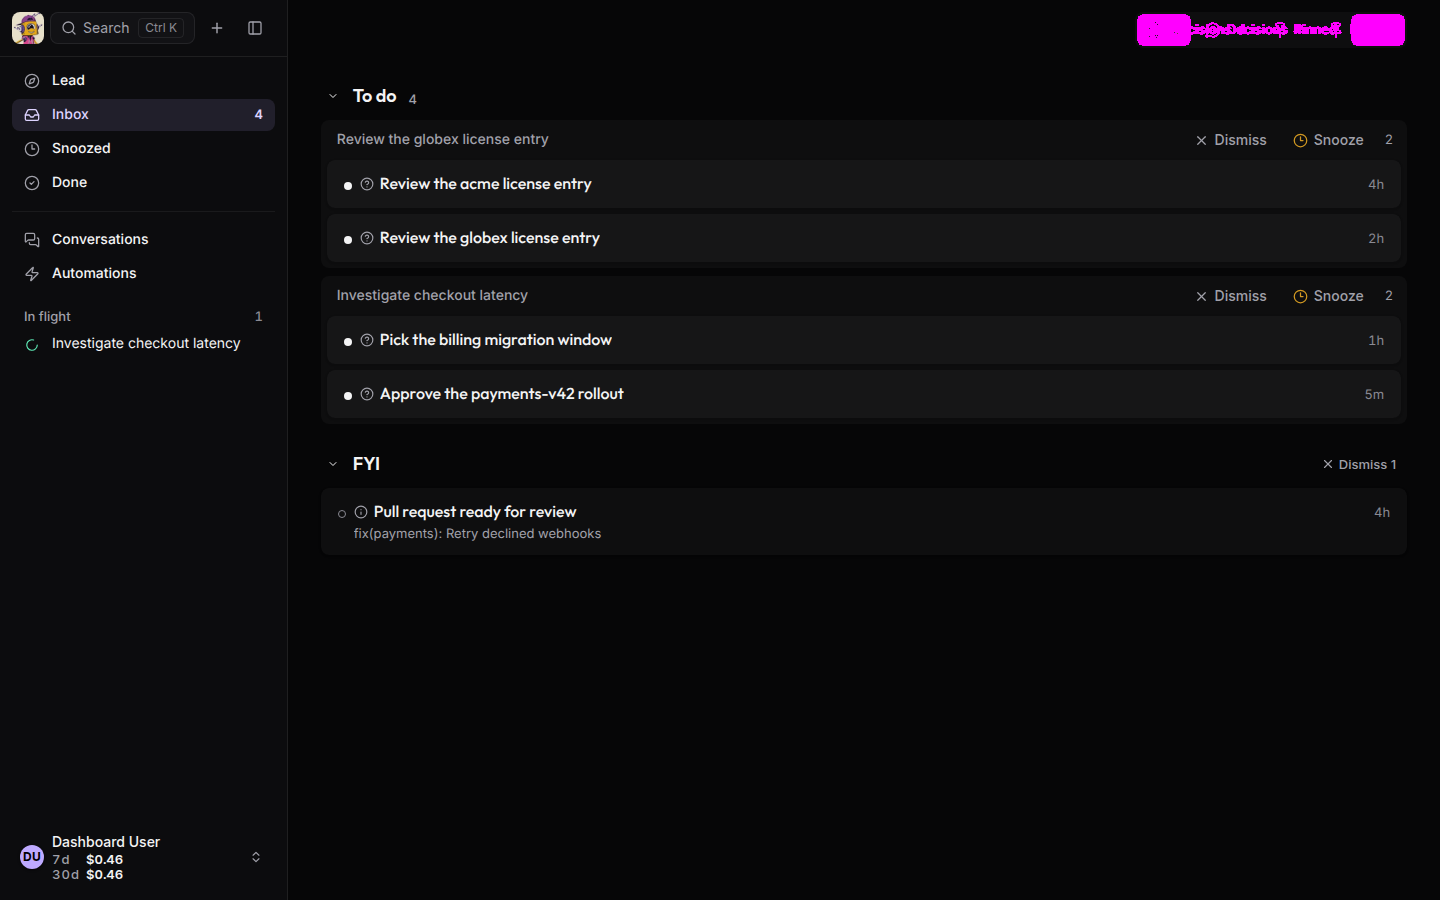 Search Ctrl K
Lead
Inbox 4
Snoozed
Done
Conversations
Automations
In flight 1
Investigate checkout latency
Dashboard User
DU
7d $0.46
30d $0.46
To do 4
Review the globex license entry Dismiss Snooze 2
Review the acme license entry 4h
Review the globex license entry 2h
Investigate checkout latency Dismiss Snooze 2
Pick the billing migration window 1h
Approve the payments-v42 rollout 5m
FYI Dismiss 1
Pull request ready for review 4h
fix(payments): Retry declined webhooks